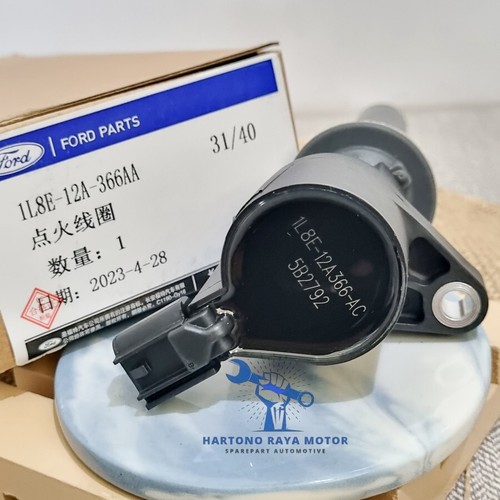 Ford
FORD PARTS
31/40
1L8E-12A-366AA
点火线圈
数量：1
日期：2023-4-28
1L8E-12A366-AC
5B2792
HARTONO RAYA MOTOR
SPAREPART AUTOMOTIVE